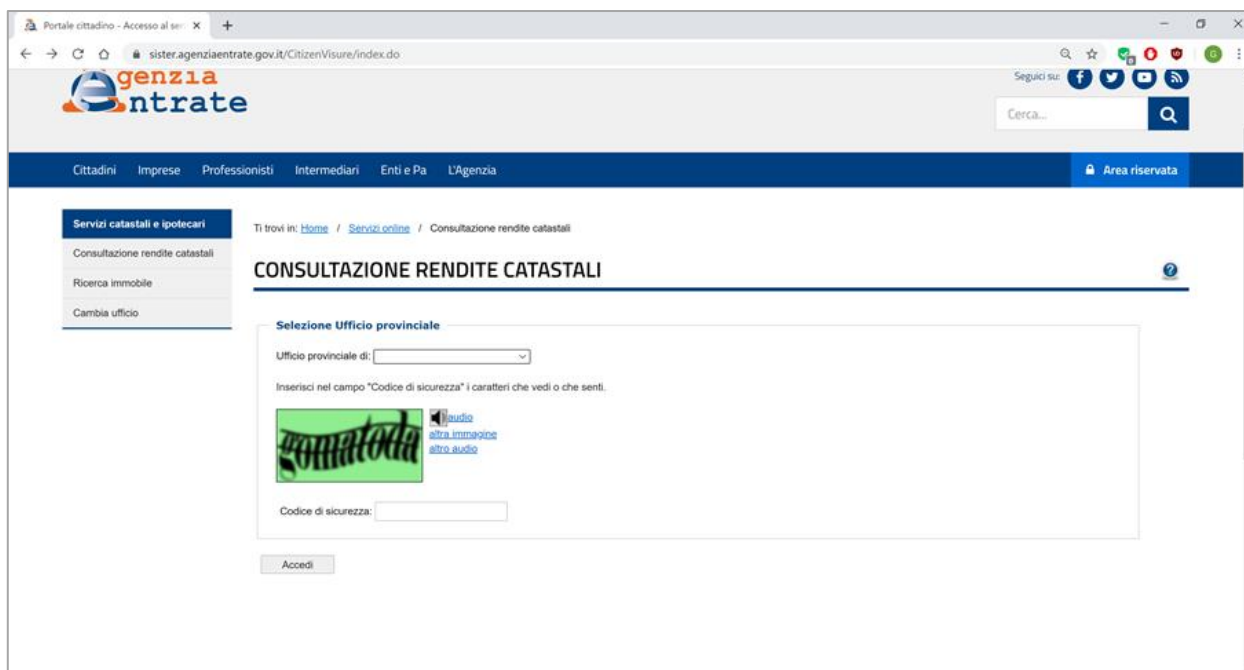 Portale cittadino - Accesso al ser
sister.agenziaentrate.gov.it/CitizenVisure/index.do
G
genzia
ntrate
Seguici su:
Cerca...
Cittadini Imprese Professionisti Intermediari Enti e Pa L'Agenzia Area riservata
Servizi catastali e ipotecari
Consultazione rendite catastali
Ricerca immobile
Cambia ufficio
Ti trovi in: Home / Servizi online / Consultazione rendite catastali
CONSULTAZIONE RENDITE CATASTALI
Selezione Ufficio provinciale
Ufficio provinciale di:
Inserisci nel campo "Codice di sicurezza" i caratteri che vedi o che senti.
audio
altra immagine
altro audio
Codice di sicurezza:
Accedi